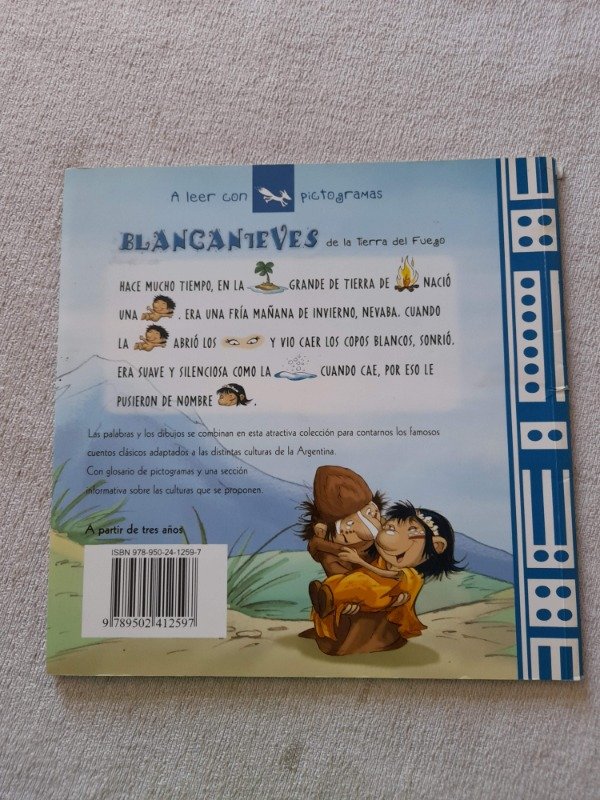 A leer con pictogramas
BLANCANIEVES de la Tierra del Fuego
HACE MUCHO TIEMPO, EN LA GRANDE DE TIERRA DE NACIÓ
UNA . ERA UNA FRÍA MAÑANA DE INVIERNO, NEVABA. CUANDO
LA ABRIÓ LOS Y VIO CAER LOS COPOS BLANCOS, SONRIÓ.
ERA SUAVE Y SILENCIOSA COMO LA CUANDO CAE, POR ESO LE
PUSIERON DE NOMBRE .
Las palabras y los dibujos se combinan en esta atractiva colección para contarnos los famosos
cuentos clásicos adaptados a las distintas culturas de la Argentina.
Con glosario de pictogramas y una sección
informativa sobre las culturas que se proponen.
A partir de tres años
ISBN 978-950-24-1259-7
9 789502 412597